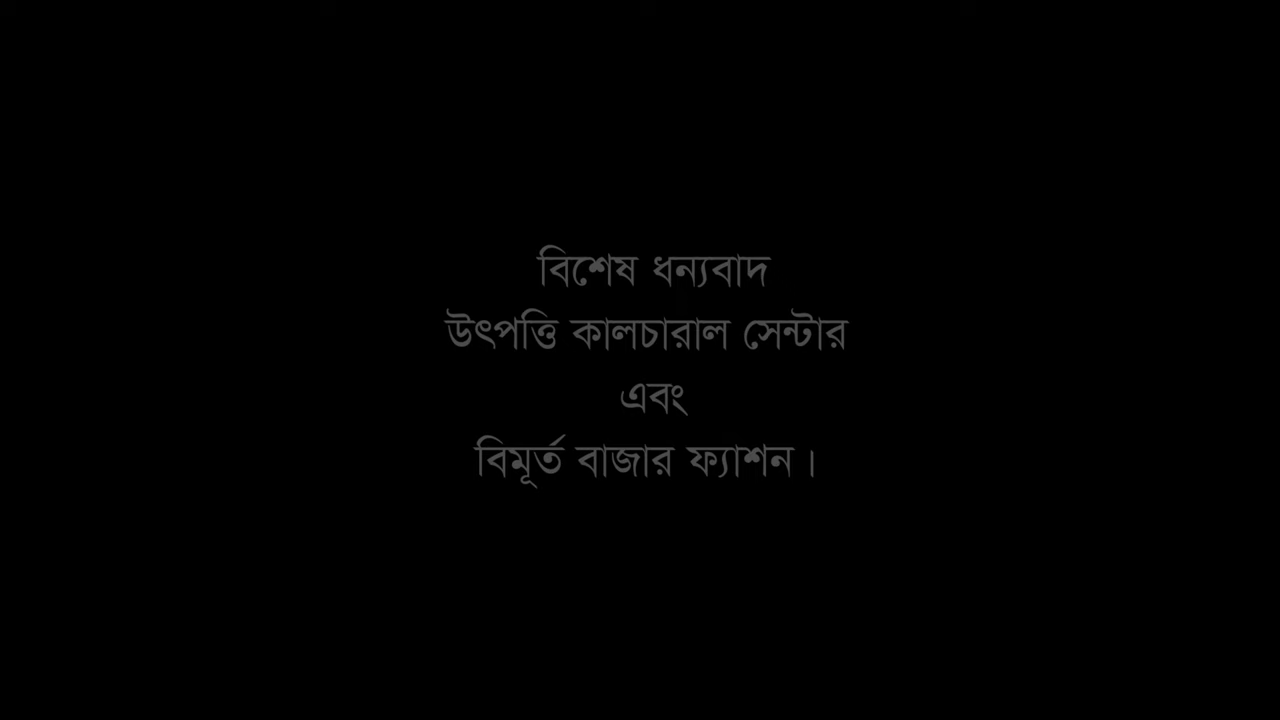 বিশেষ ধন্যবাদ
উৎপত্তি কালচারাল সেন্টার
এবং
বিমূর্ত বাজার ফ্যাশন।